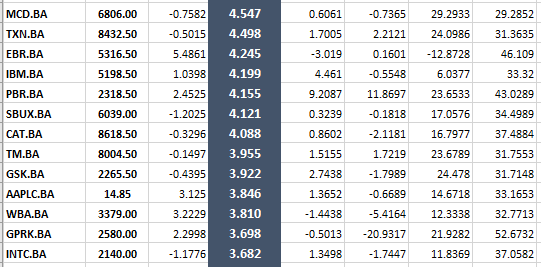 MCD.BA 6806.00 -0.7582 4.547 0.6061 -0.7365 29.2933 29.2852
TXN.BA 8432.50 -0.5015 4.498 1.7005 2.2121 24.0986 31.3635
EBR.BA 5316.50 5.4861 4.245 -3.019 0.1601 -12.8728 46.109
IBM.BA 5198.50 1.0398 4.199 4.461 -0.5548 6.0377 33.32
PBR.BA 2318.50 2.4525 4.155 9.2087 11.8697 23.6533 43.0289
SBUX.BA 6039.00 -1.2025 4.121 0.3239 -0.1818 17.0576 34.4989
CAT.BA 8618.50 -0.3296 4.088 0.8602 -2.1181 16.7977 37.4884
TM.BA 8004.50 -0.1497 3.955 1.5155 1.7219 23.6789 31.7553
GSK.BA 2265.50 -0.4395 3.922 2.7438 -1.7989 24.478 31.7148
AAPLC.BA 14.85 3.125 3.846 1.3652 -0.6689 14.6718 33.1653
WBA.BA 3379.00 3.2229 3.810 -1.4438 -5.4164 12.3338 32.7713
GPRK.BA 2580.00 2.2998 3.698 -0.5013 -20.9317 21.9282 52.6732
INTC.BA 2140.00 -1.1776 3.682 1.3498 -1.7447 11.8369 37.0582